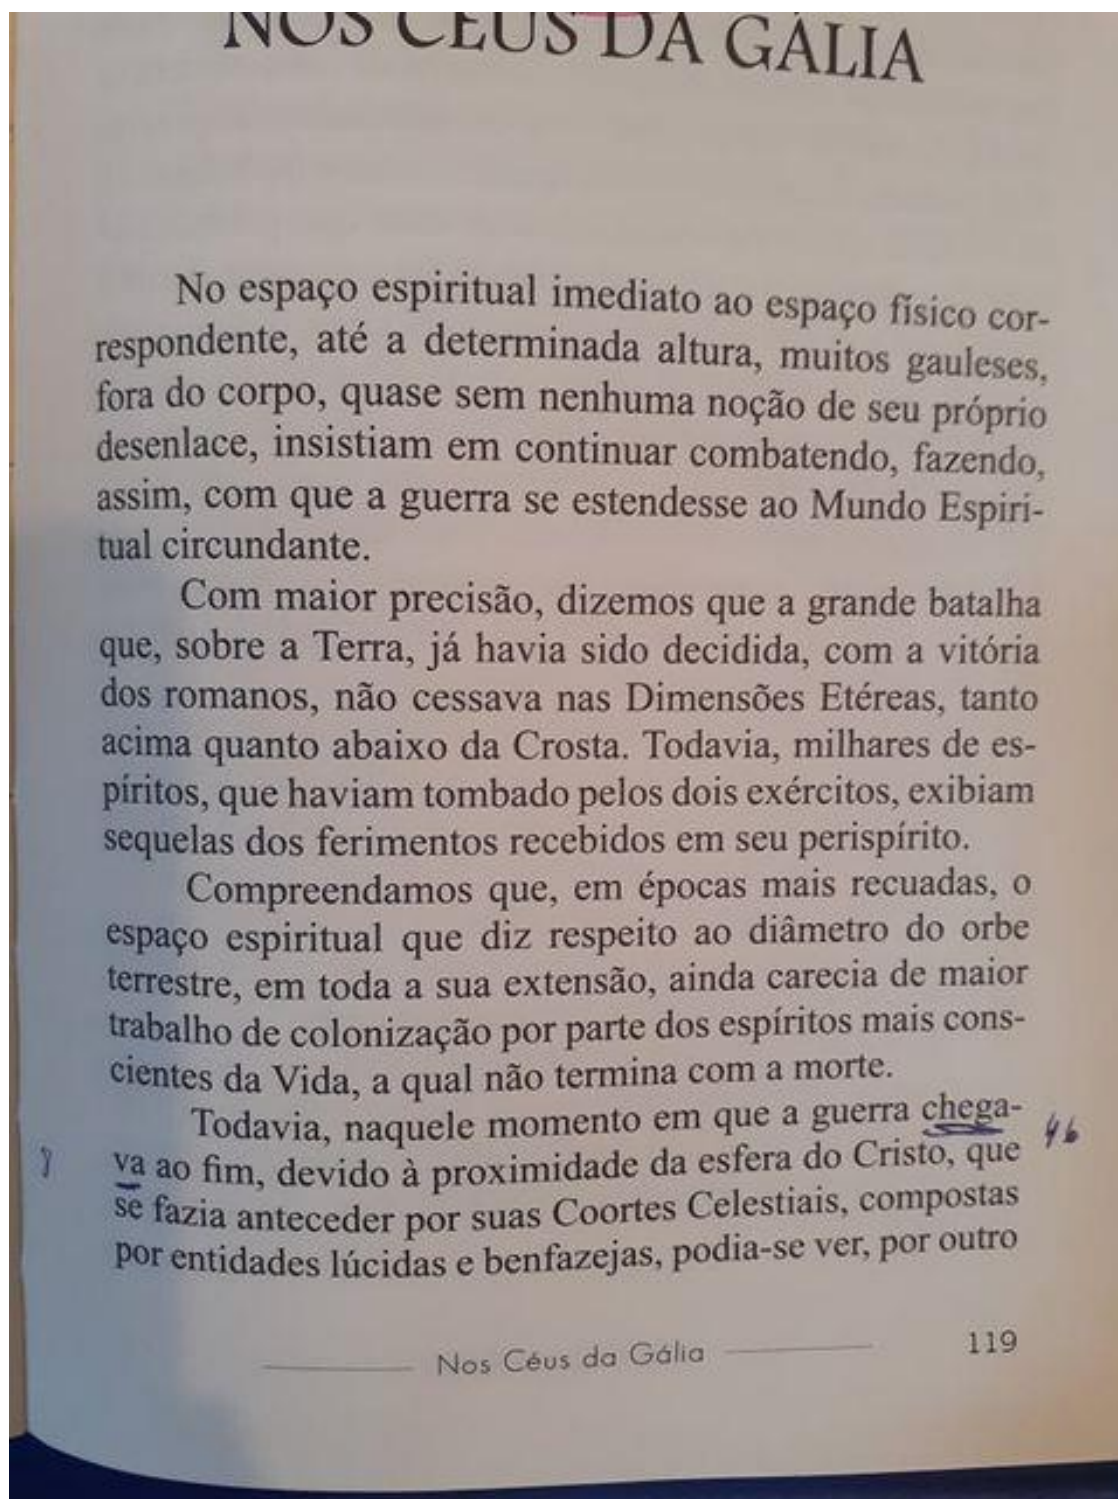 NOS CÉUS DA GÁLIA
No espaço espiritual imediato ao espaço físico cor-
respondente, até a determinada altura, muitos gauleses,
fora do corpo, quase sem nenhuma noção de seu próprio
desenlace, insistiam em continuar combatendo, fazendo,
assim, com que a guerra se estendesse ao Mundo Espiri-
tual circundante.
Com maior precisão, dizemos que a grande batalha
que, sobre a Terra, já havia sido decidida, com a vitória
dos romanos, não cessava nas Dimensões Etéreas, tanto
acima quanto abaixo da Crosta. Todavia, milhares de es-
píritos, que haviam tombado pelos dois exércitos, exibiam
sequelas dos ferimentos recebidos em seu perispírito.
Compreendamos que, em épocas mais recuadas, o
espaço espiritual que diz respeito ao diâmetro do orbe
terrestre, em toda a sua extensão, ainda carecia de maior
trabalho de colonização por parte dos espíritos mais cons-
cientes da Vida, a qual não termina com a morte.
Todavia, naquele momento em que a guerra chega- 46
va ao fim, devido à proximidade da esfera do Cristo, que
se fazia anteceder por suas Coortes Celestiais, compostas
por entidades lúcidas e benfazejas, podia-se ver, por outro
Nos Céus da Gália 119